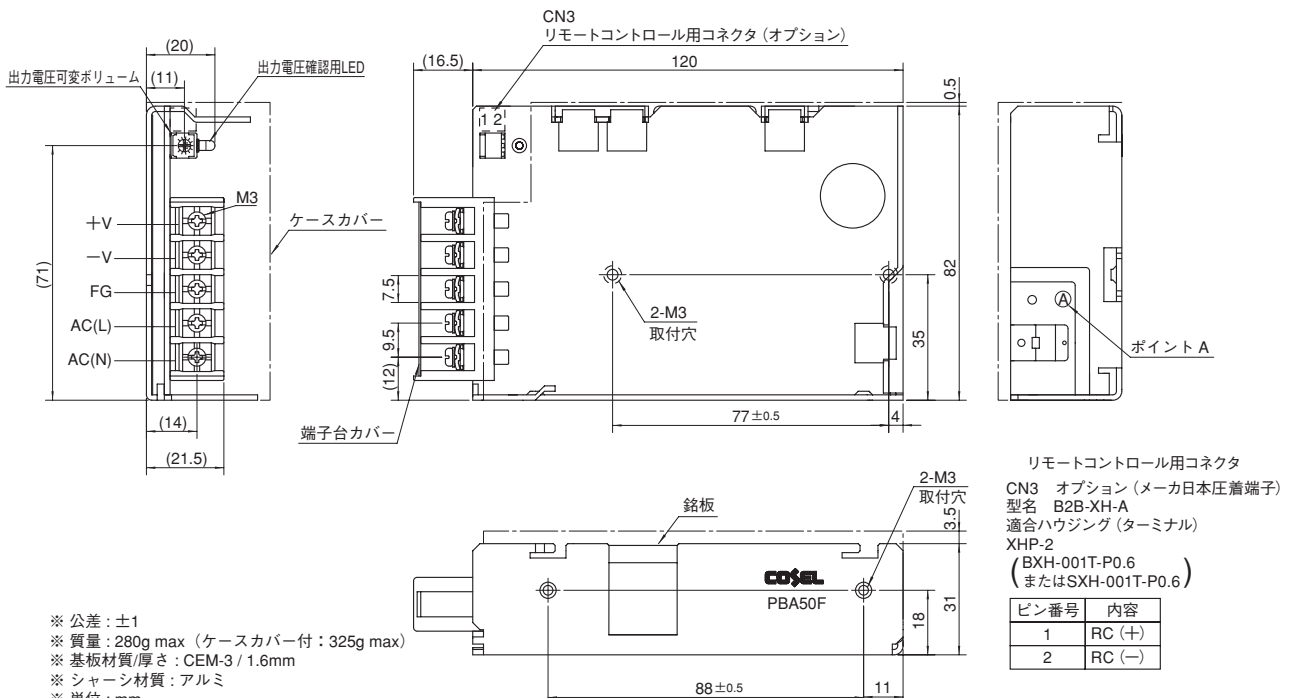 CN3
リモートコントロール用コネクタ（オプション）
(20)
(11)
出力電圧可変ボリューム
出力電圧確認用LED
(16.5)
120
0.5
1 2
M3
ケースカバー
＋V
－V
FG
AC(L)
AC(N)
(71)
7.5
9.5
(12)
2-M3
取付穴
35
82
ポイント A
A
77±0.5
4
端子台カバー
(14)
(21.5)
リモートコントロール用コネクタ
CN3　オプション（メーカ日本圧着端子）
型名　B2B-XH-A
適合ハウジング（ターミナル）
XHP-2
(BXH-001T-P0.6
またはSXH-001T-P0.6)
ピン番号 内容
1 RC（＋）
2 RC（－）
銘板
2-M3
取付穴
3.5
COSEL
PBA50F
18
31
88±0.5
11
※ 公差：±1
※ 質量：280g max（ケースカバー付：325g max）
※ 基板材質/厚さ：CEM-3 / 1.6mm
※ シャーシ材質：アルミ
※ 単位：mm